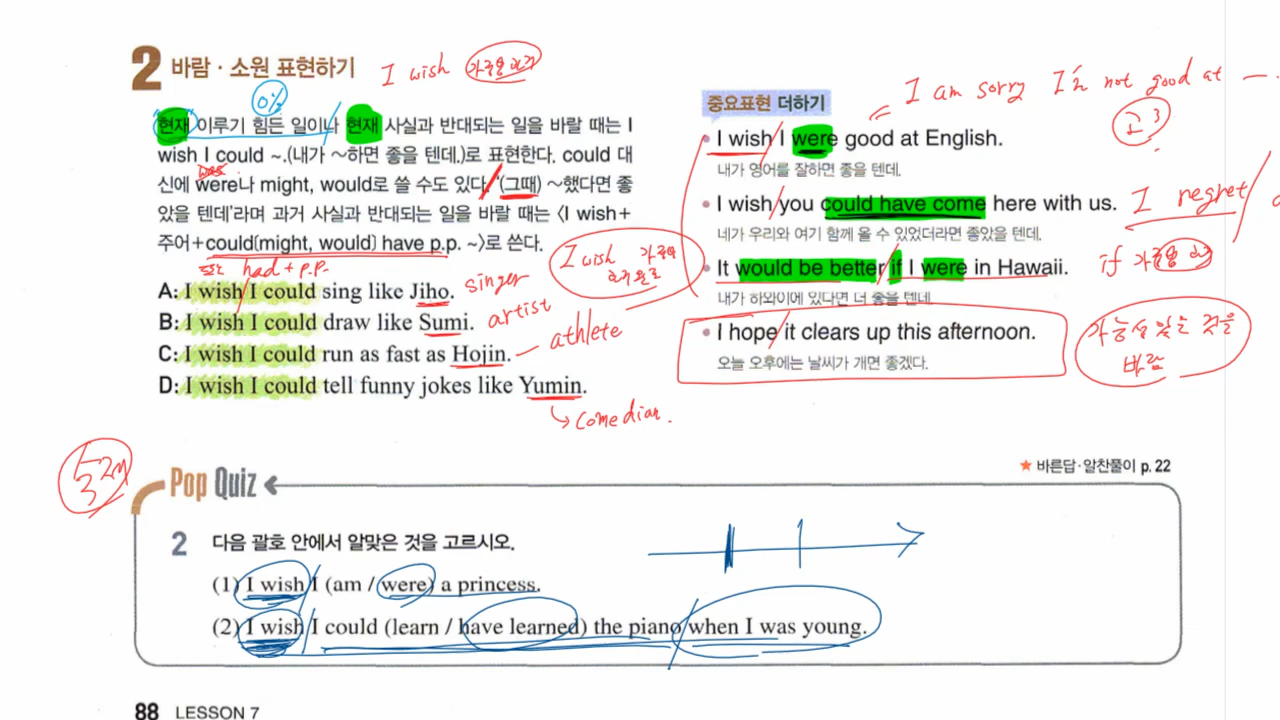 2 바람·소원 표현하기
I wish 가주용 과거
0%
"현재" 이루기 힘든 일이나 현재 사실과 반대되는 일을 바랄 때는 I
wish I could ~.(내가 ~하면 좋을 텐데.)로 표현한다. could 대
was
신에 were나 might, would로 쓸 수도 있다. '(그때) ~했다면 좋
았을 텐데'라며 과거 사실과 반대되는 일을 바랄 때는 〈I wish+
주어+could[might, would] have p.p. ~〉로 쓴다.
또는 had + p.p.
I wish 가주어
과거완료
A: I wish I could sing like Jiho. singer
B: I wish I could draw like Sumi. artist
C: I wish I could run as fast as Hojin. athlete
D: I wish I could tell funny jokes like Yumin.
comedian.
중요표현 더하기
= I am sorry I'm not good at
• I wish I were good at English.
내가 영어를 잘하면 좋을 텐데.
• I wish you could have come here with us.
I regret
네가 우리와 여기 함께 올 수 있었더라면 좋았을 텐데.
• It would be better if I were in Hawaii.
내가 하와이에 있다면 더 좋을 텐데.
• I hope it clears up this afternoon.
오늘 오후에는 날씨가 개면 좋겠다.
가능성 있는 것을
바람
★ 바른답·알찬풀이 p. 22
Pop Quiz
2 다음 괄호 안에서 알맞은 것을 고르시오.
(1) I wish I (am / were) a princess.
(2) I wish I could (learn / have learned) the piano when I was young.
88 LESSON 7